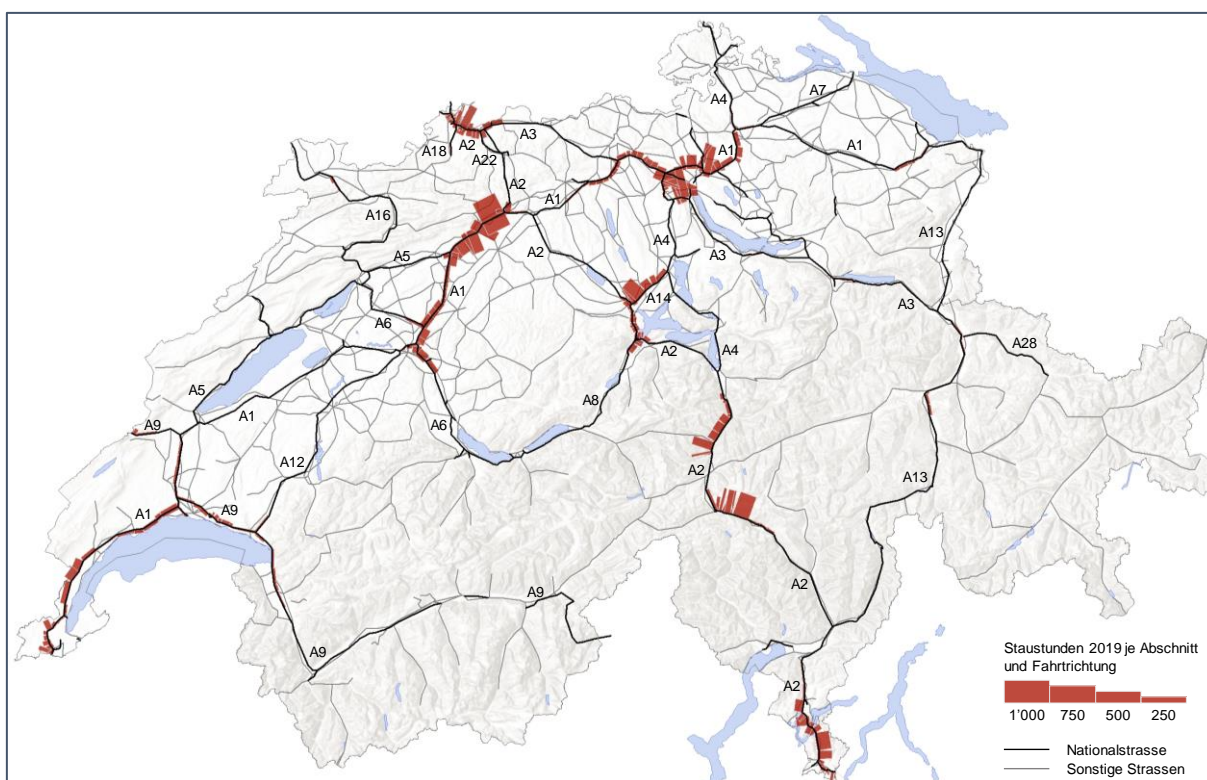 A4
A7
A2
A3
A18
A22
A1
A1
A2
A1
A16
A4
A13
A5
A2
A3
A1
A14
A3
A6
A2
A4
A28
A5
A1
A8
A6
A9
A12
A2
A13
A1
A9
A2
A9
A9
A2
Staustunden 2019 je Abschnitt
und Fahrtrichtung
1'000 750 500 250
Nationalstrasse
Sonstige Strassen